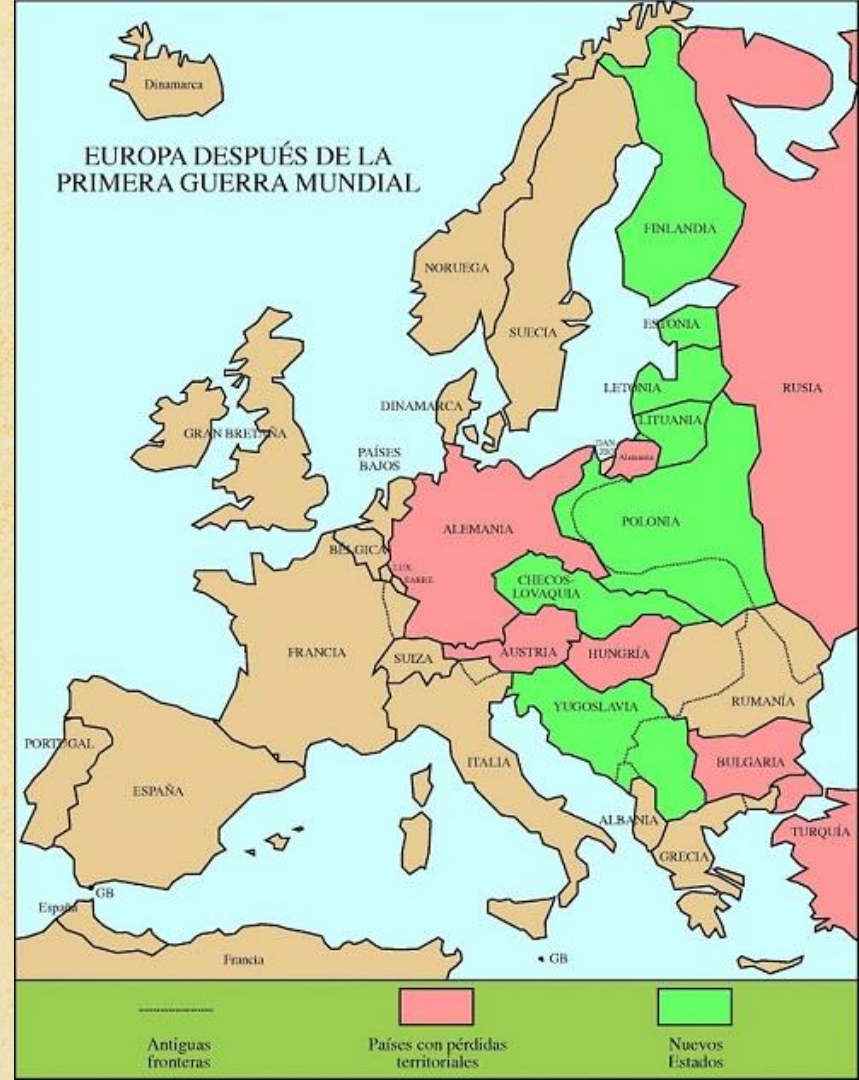 Dinamarca
EUROPA DESPUÉS DE LA
PRIMERA GUERRA MUNDIAL
FINLANDIA
NORUEGA
SUECIA
ESTONIA
RUSIA
LETONIA
DINAMARCA
LITUANIA
GRAN BRETAÑA
PAÍSES
BAJOS
Alemania
POLONIA
ALEMANIA
BÉLGICA
LUX
SARRE
CHECOS-
LOVAQUIA
FRANCIA
SUIZA
AUSTRIA
HUNGRÍA
RUMANÍA
YUGOSLAVIA
PORTUGAL
ITALIA
BULGARIA
ESPAÑA
ALBANIA
TURQUÍA
GRECIA
GB
España
Francia
GB
Antiguas
fronteras
Países con pérdidas
territoriales
Nuevos
Estados